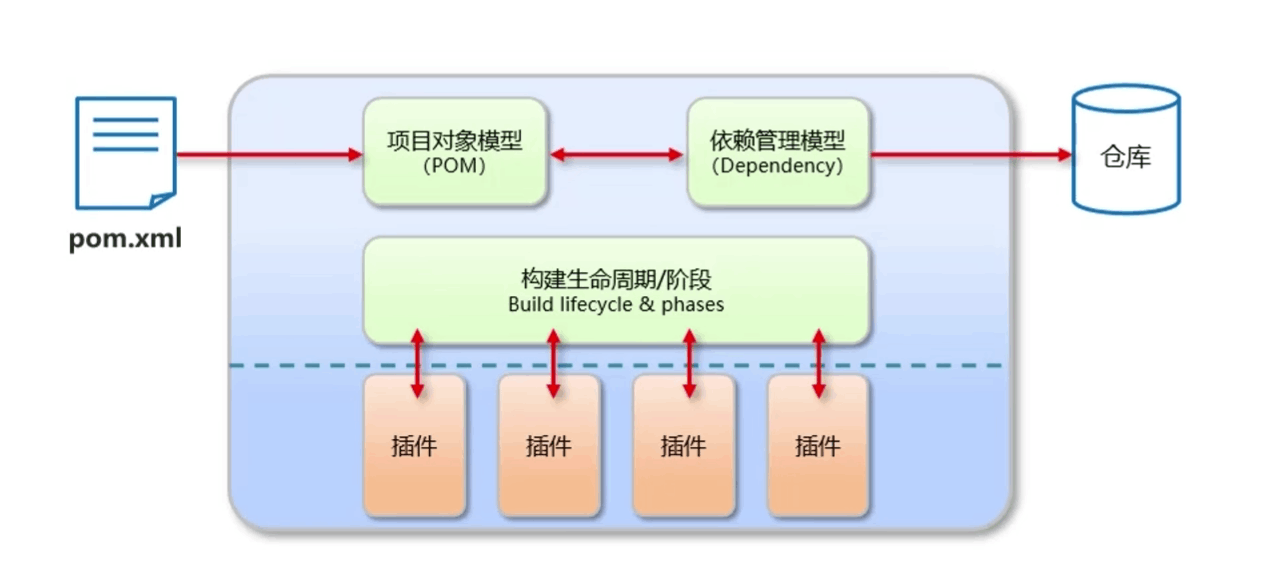 项目对象模型
（POM）
依赖管理模型
（Dependency）
仓库
pom.xml
构建生命周期/阶段
Build lifecycle & phases
插件
插件
插件
插件